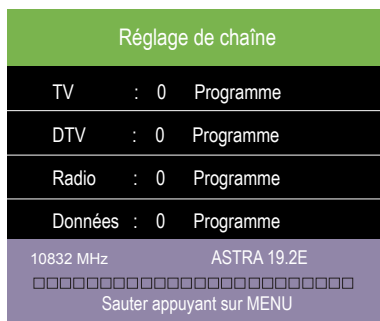 Réglage de chaîne
TV : 0 Programme
DTV : 0 Programme
Radio : 0 Programme
Données : 0 Programme
10832 MHz ASTRA 19.2E
Sauter appuyant sur MENU